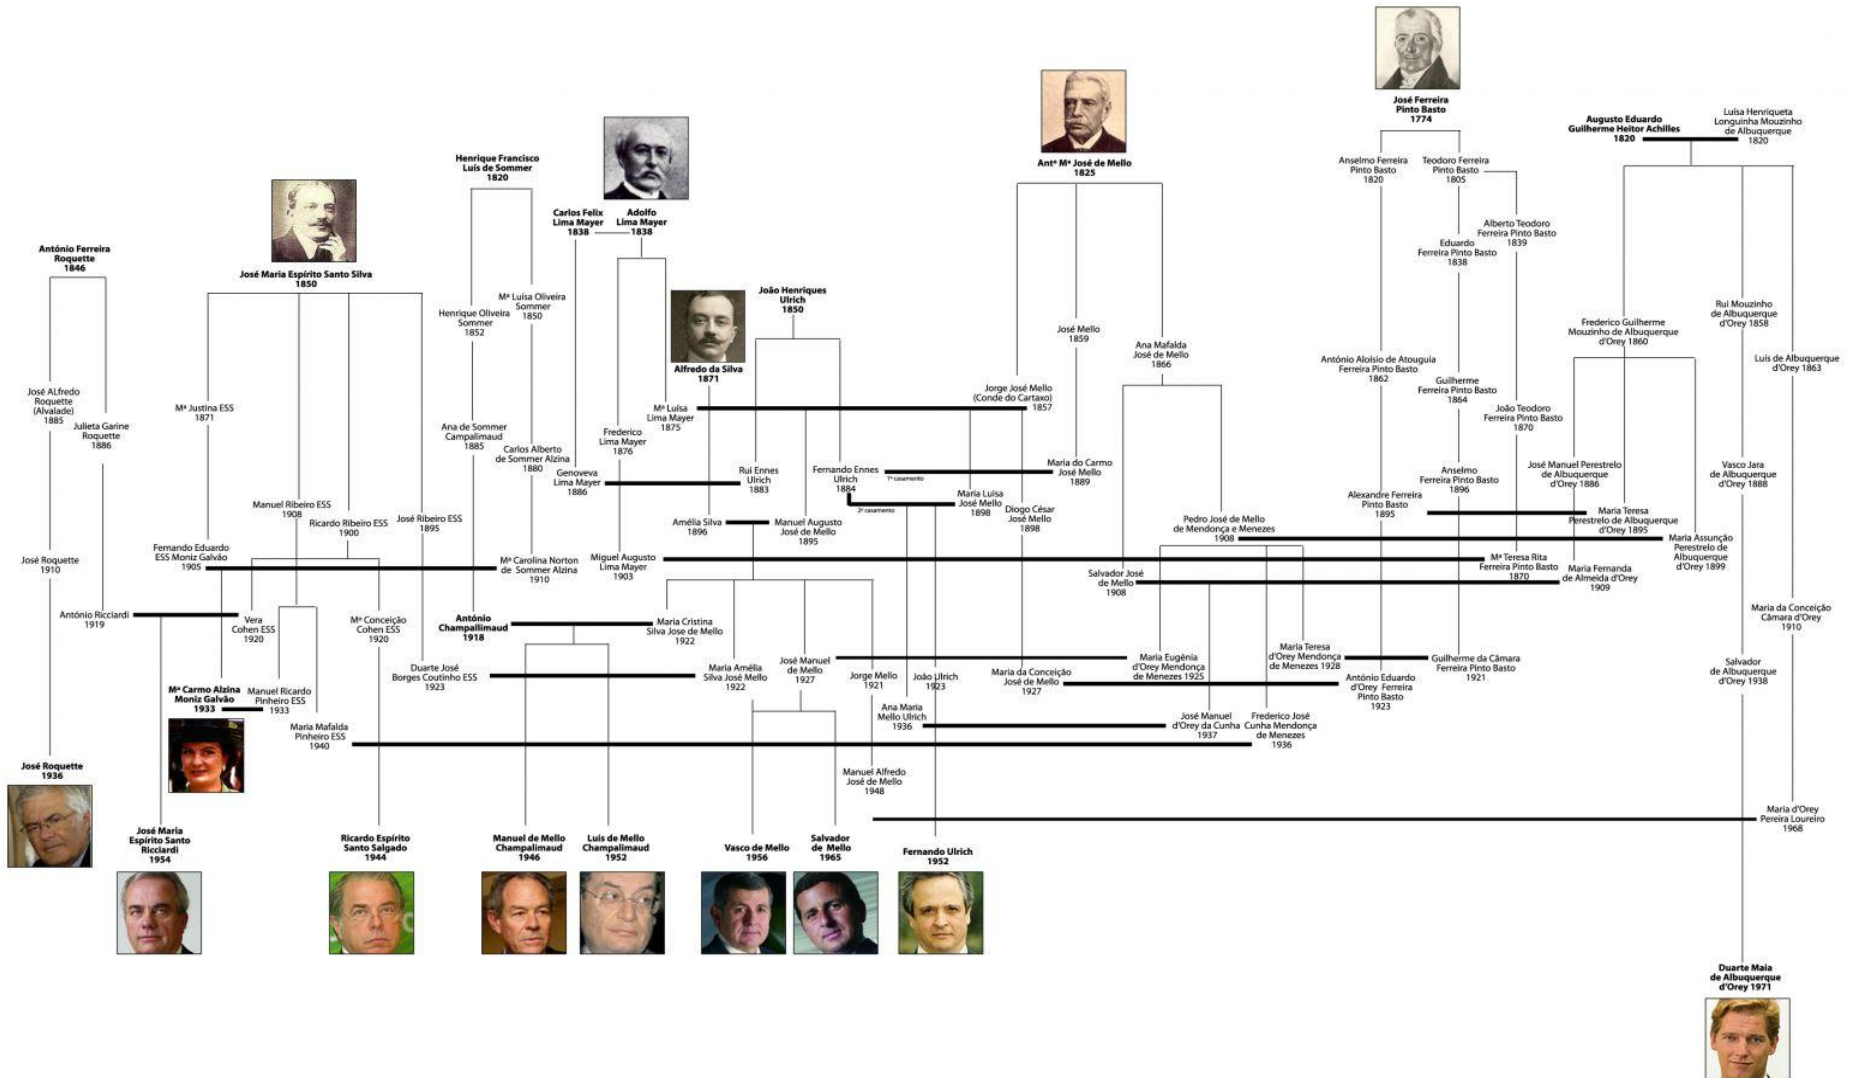 José Ferreira
Pinto Basto
1774
Augusto Eduardo
Guilherme Heitor Achilles
1820
Luísa Henriqueta
Longuinha Mouzinho
de Albuquerque
1820
Antº Mª José de Mello
1825
Henrique Francisco
Luís de Sommer
1820
Anselmo Ferreira
Pinto Basto
1820
Teodoro Ferreira
Pinto Basto
1805
Carlos Felix
Lima Mayer
1838
Adolfo
Lima Mayer
1838
Alberto Teodoro
Ferreira Pinto Basto
1839
Eduardo
Ferreira Pinto Basto
1838
António Ferreira
Roquette
1846
José Maria Espírito Santo Silva
1850
Mª Luísa Oliveira
Sommer
1850
Henrique Oliveira
Sommer
1852
João Henriques
Ulrich
1850
Alfredo da Silva
1871
José Mello
1859
Ana Mafalda
José de Mello
1866
Rui Mouzinho
de Albuquerque
d'Orey 1858
Frederico Guilherme
Mouzinho de Albuquerque
d'Orey 1860
Luís de Albuquerque
d'Orey 1863
António Aloísio de Atouguia
Ferreira Pinto Basto
1862
Guilherme
Ferreira Pinto Basto
1864
João Teodoro
Ferreira Pinto Basto
1870
José ALfredo
Roquette
(Alvalade)
1885
Julieta Garine
Roquette
1886
Mª Justina ESS
1871
Ana de Sommer
Campalimaud
1885
Carlos Alberto
de Sommer Alzina
1880
Mª Luísa
Lima Mayer
1875
Frederico
Lima Mayer
1876
Jorge José Mello
(Conde do Cartaxo)
1857
Genoveva
Lima Mayer
1886
Rui Ennes
Ulrich
1883
Fernando Ennes
Ulrich
1884
1º casamento
2º casamento
Maria do Carmo
José Mello
1889
Maria Luísa
José Mello
1898
Diogo César
José Mello
1898
Anselmo
Ferreira Pinto Basto
1896
José Manuel Perestrelo
de Albuquerque
d'Orey 1886
Vasco Jara
de Albuquerque
d'Orey 1888
Alexandre Ferreira
Pinto Basto
1895
Maria Teresa
Perestrelo de Albuquerque
d'Orey 1895
Maria Assunção
Perestrelo de
Albuquerque
d'Orey 1899
Manuel Ribeiro ESS
1908
Ricardo Ribeiro ESS
1900
José Ribeiro ESS
1895
Amélia Silva
1896
Manuel Augusto
José de Mello
1895
Pedro José de Mello
de Mendonça e Menezes
1908
José Roquette
1910
Fernando Eduardo
ESS Moniz Galvão
1905
Mª Carolina Norton
de Sommer Alzina
1910
Miguel Augusto
Lima Mayer
1903
Mª Teresa Rita
Ferreira Pinto Basto
1870
Salvador José
de Mello
1908
Maria Fernanda
de Almeida d'Orey
1909
António Ricciardi
1919
Vera
Cohen ESS
1920
Mª Conceição
Cohen ESS
1920
António
Champallimaud
1918
Maria Cristina
Silva Jose de Mello
1922
Maria da Conceição
Câmara d'Orey
1910
Duarte José
Borges Coutinho ESS
1923
Maria Amélia
Silva José Mello
1922
José Manuel
de Mello
1927
Jorge Mello
1921
João Ulrich
1923
Maria da Conceição
José de Mello
1927
Maria Eugénia
d'Orey Mendonça
de Menezes 1925
Maria Teresa
d'Orey Mendonça
de Menezes 1928
Guilherme da Câmara
Ferreira Pinto Basto
1921
António Eduardo
d'Orey Ferreira
Pinto Basto
1923
Salvador
de Albuquerque
d'Orey 1938
Mª Carmo Alzina
Moniz Galvão
1933
Manuel Ricardo
Pinheiro ESS
1933
Maria Mafalda
Pinheiro ESS
1940
Ana Maria
Mello Ulrich
1936
José Manuel
d'Orey da Cunha
1937
Frederico José
Cunha Mendonça
de Menezes
1936
José Roquette
1936
Manuel Alfredo
José de Mello
1948
Maria d'Orey
Pereira Loureiro
1968
José Maria
Espírito Santo
Ricciardi
1954
Ricardo Espírito
Santo Salgado
1944
Manuel de Mello
Champalimaud
1946
Luis de Mello
Champalimaud
1952
Vasco de Mello
1956
Salvador
de Mello
1965
Fernando Ulrich
1952
Duarte Maia
de Albuquerque
d'Orey 1971